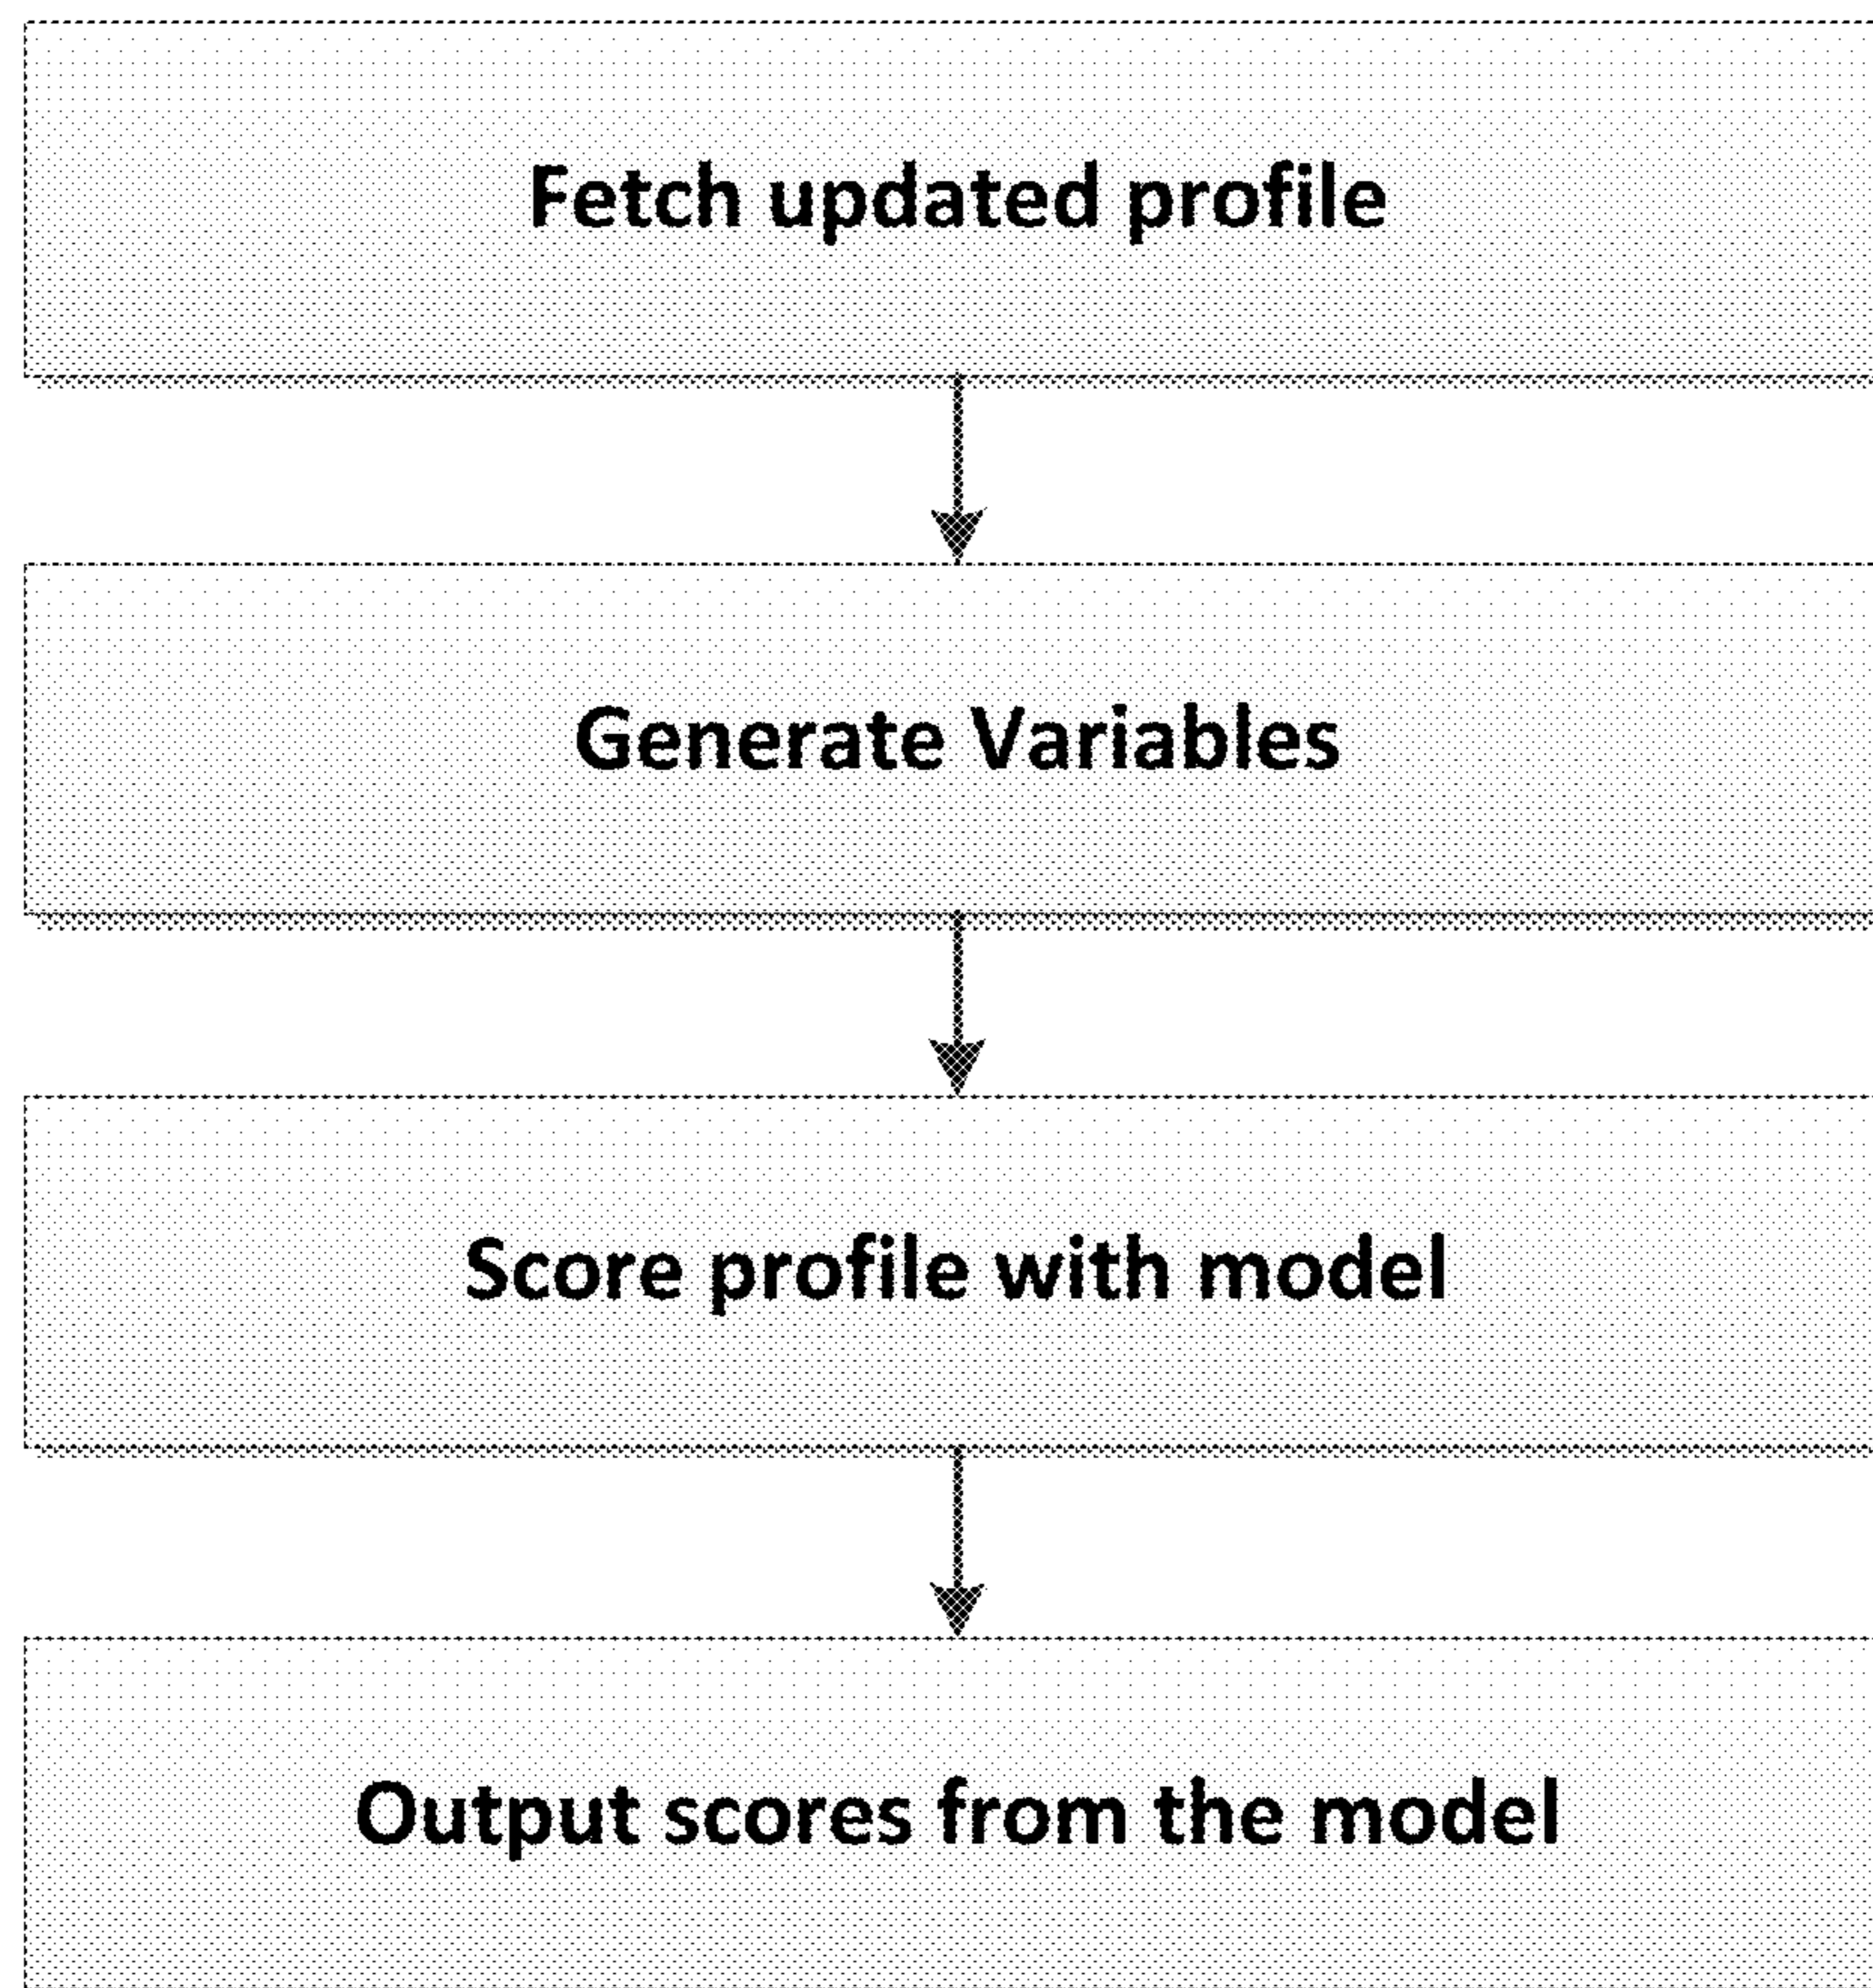 Fetch updated profile
Generate Variables
Score profile with model
Output scores from the model